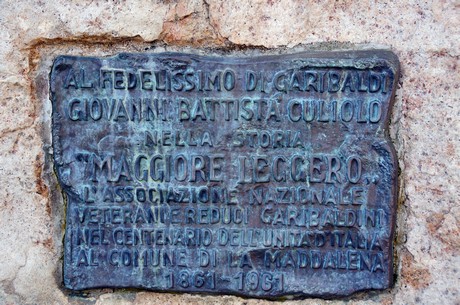 AL FEDELISSIMO DI GARIBALDI
GIOVANNI BATTISTA CULIOLO
NELLA STORIA
"MAGGIORE LEGGERO"
L'ASSOCIAZIONE NAZIONALE
VETERANI E REDUCI GARIBALDINI
NEL CENTENARIO DELL'UNITA D'ITALIA
AL COMUNE DI LA MADDALENA
1861-1961